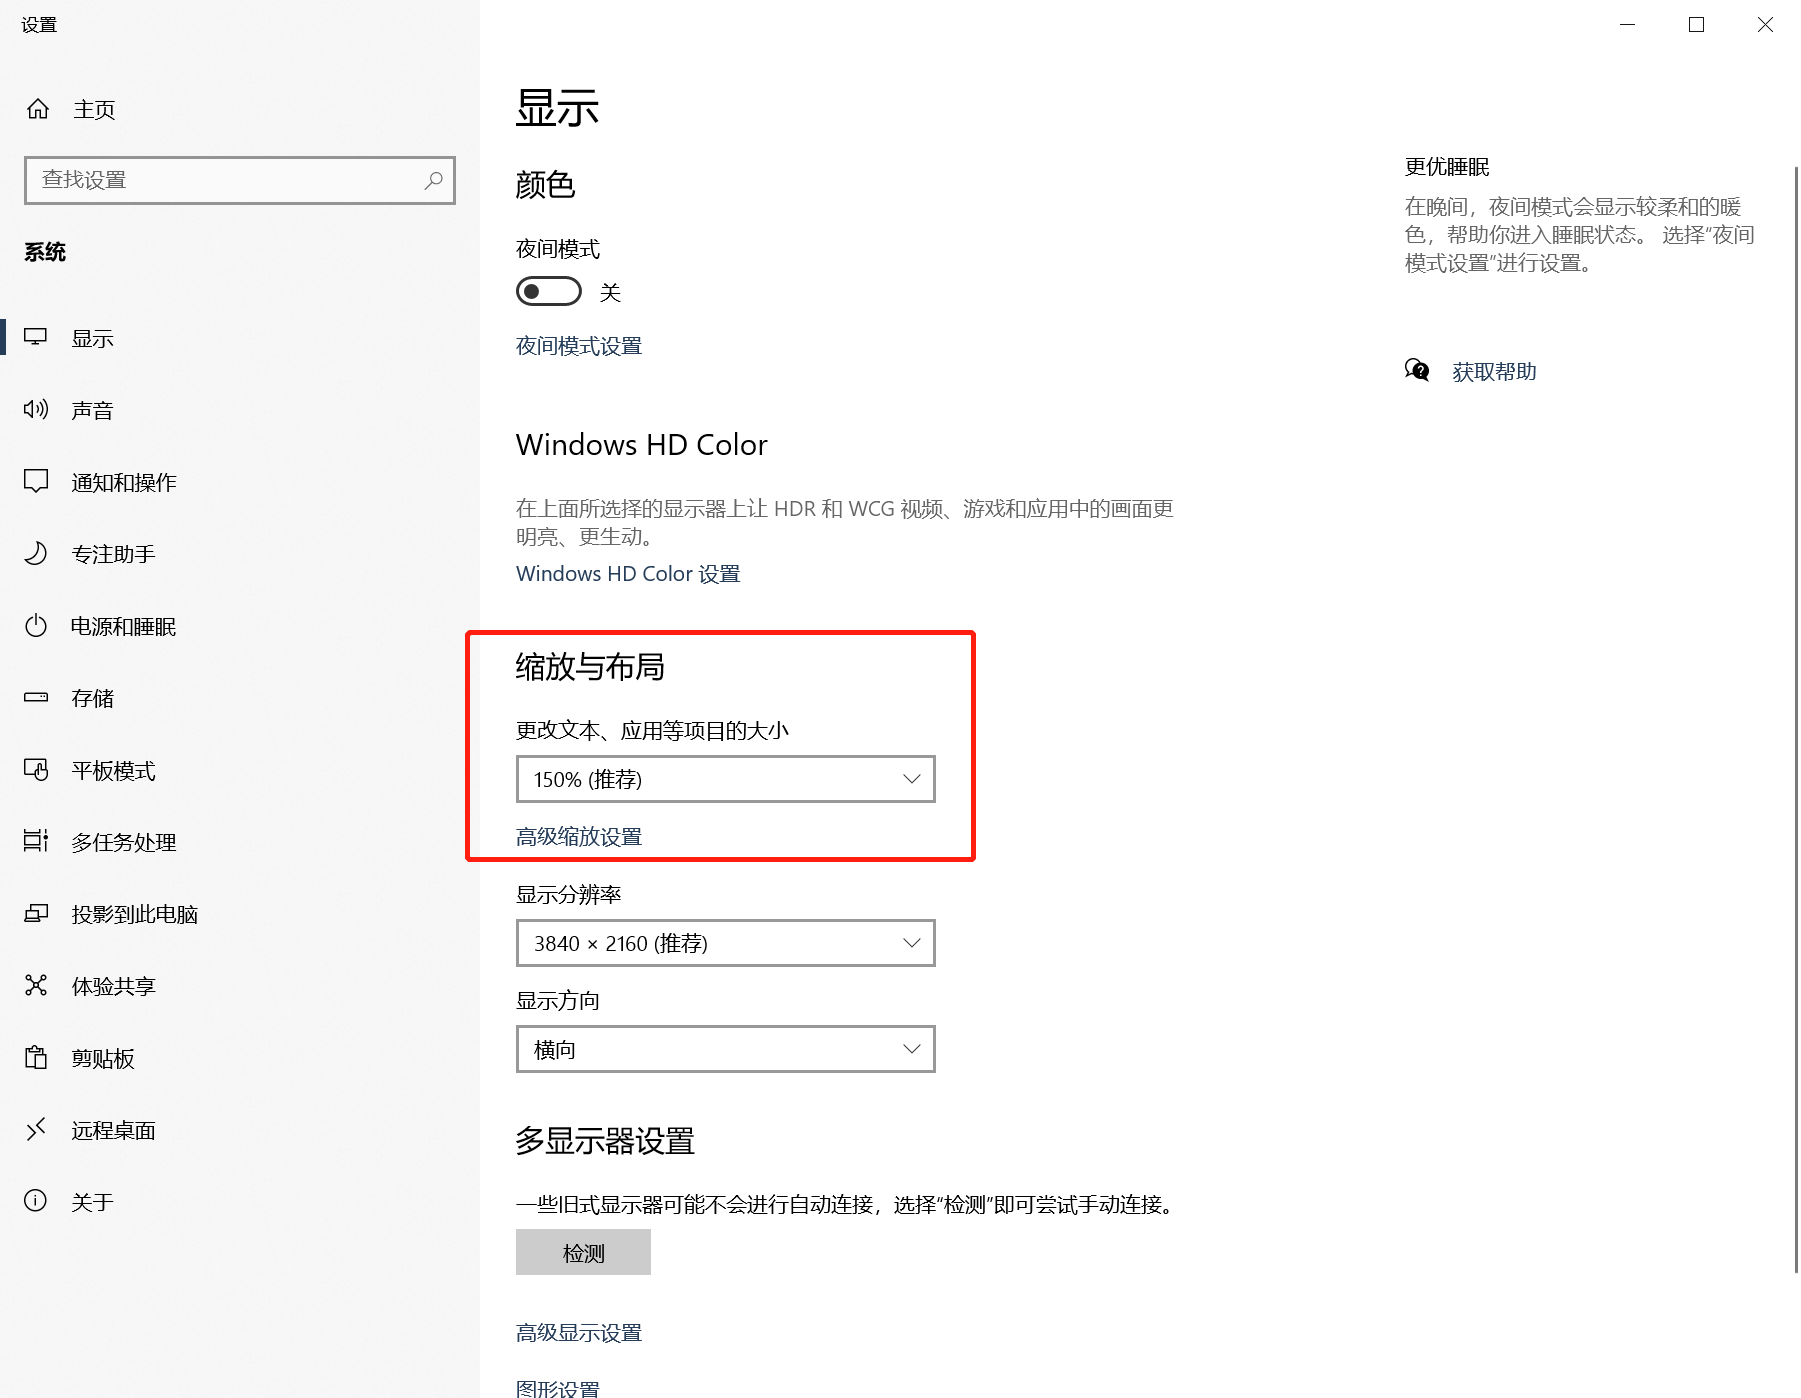 设置
主页
查找设置
系统
显示
声音
通知和操作
专注助手
电源和睡眠
存储
平板模式
多任务处理
投影到此电脑
体验共享
剪贴板
远程桌面
关于
显示
颜色
夜间模式
关
夜间模式设置
Windows HD Color
在上面所选择的显示器上让 HDR 和 WCG 视频、游戏和应用中的画面更
明亮、更生动。
Windows HD Color 设置
缩放与布局
更改文本、应用等项目的大小
150% (推荐)
高级缩放设置
显示分辨率
3840 × 2160 (推荐)
显示方向
横向
多显示器设置
一些旧式显示器可能不会进行自动连接，选择"检测"即可尝试手动连接。
检测
高级显示设置
图形设置
更优睡眠
在晚间，夜间模式会显示较柔和的暖
色，帮助你进入睡眠状态。 选择"夜间
模式设置"进行设置。
获取帮助